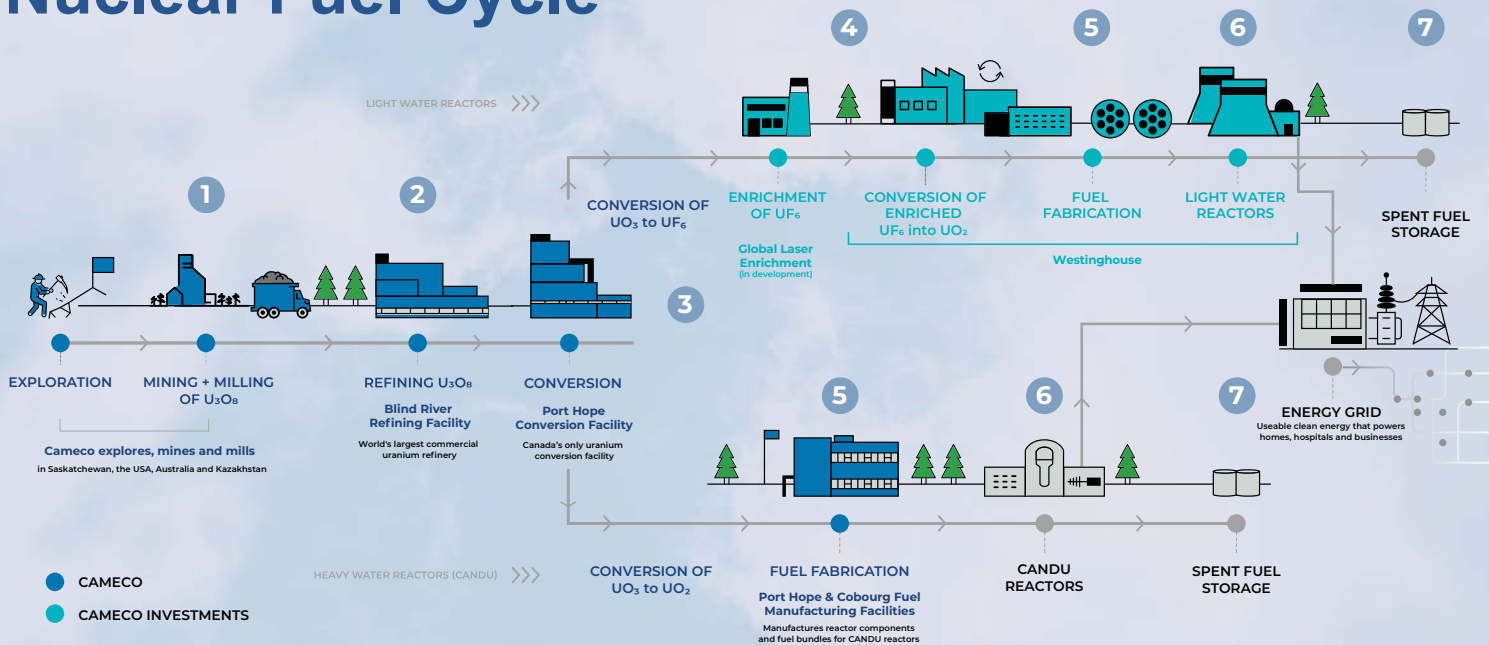 Nuclear Fuel Cycle
4
5
6
7
LIGHT WATER REACTORS
1
2
3
CONVERSION OF
UO₃ to UF₆
ENRICHMENT
OF UF₆
Global Laser
Enrichment
(in development)
CONVERSION OF
ENRICHED
UF₆ into UO₂
FUEL
FABRICATION
LIGHT WATER
REACTORS
Westinghouse
SPENT FUEL
STORAGE
EXPLORATION
MINING + MILLING
OF U₃O₈
Cameco explores, mines and mills
in Saskatchewan, the USA, Australia and Kazakhstan
REFINING U₃O₈
Blind River
Refining Facility
World's largest commercial
uranium refinery
CONVERSION
Port Hope
Conversion Facility
Canada's only uranium
conversion facility
5
6
7
ENERGY GRID
Useable clean energy that powers
homes, hospitals and businesses
HEAVY WATER REACTORS (CANDU)
CONVERSION OF
UO₃ to UO₂
FUEL FABRICATION
Port Hope & Cobourg Fuel
Manufacturing Facilities
Manufactures reactor components
and fuel bundles for CANDU reactors
CANDU
REACTORS
SPENT FUEL
STORAGE
CAMECO
CAMECO INVESTMENTS